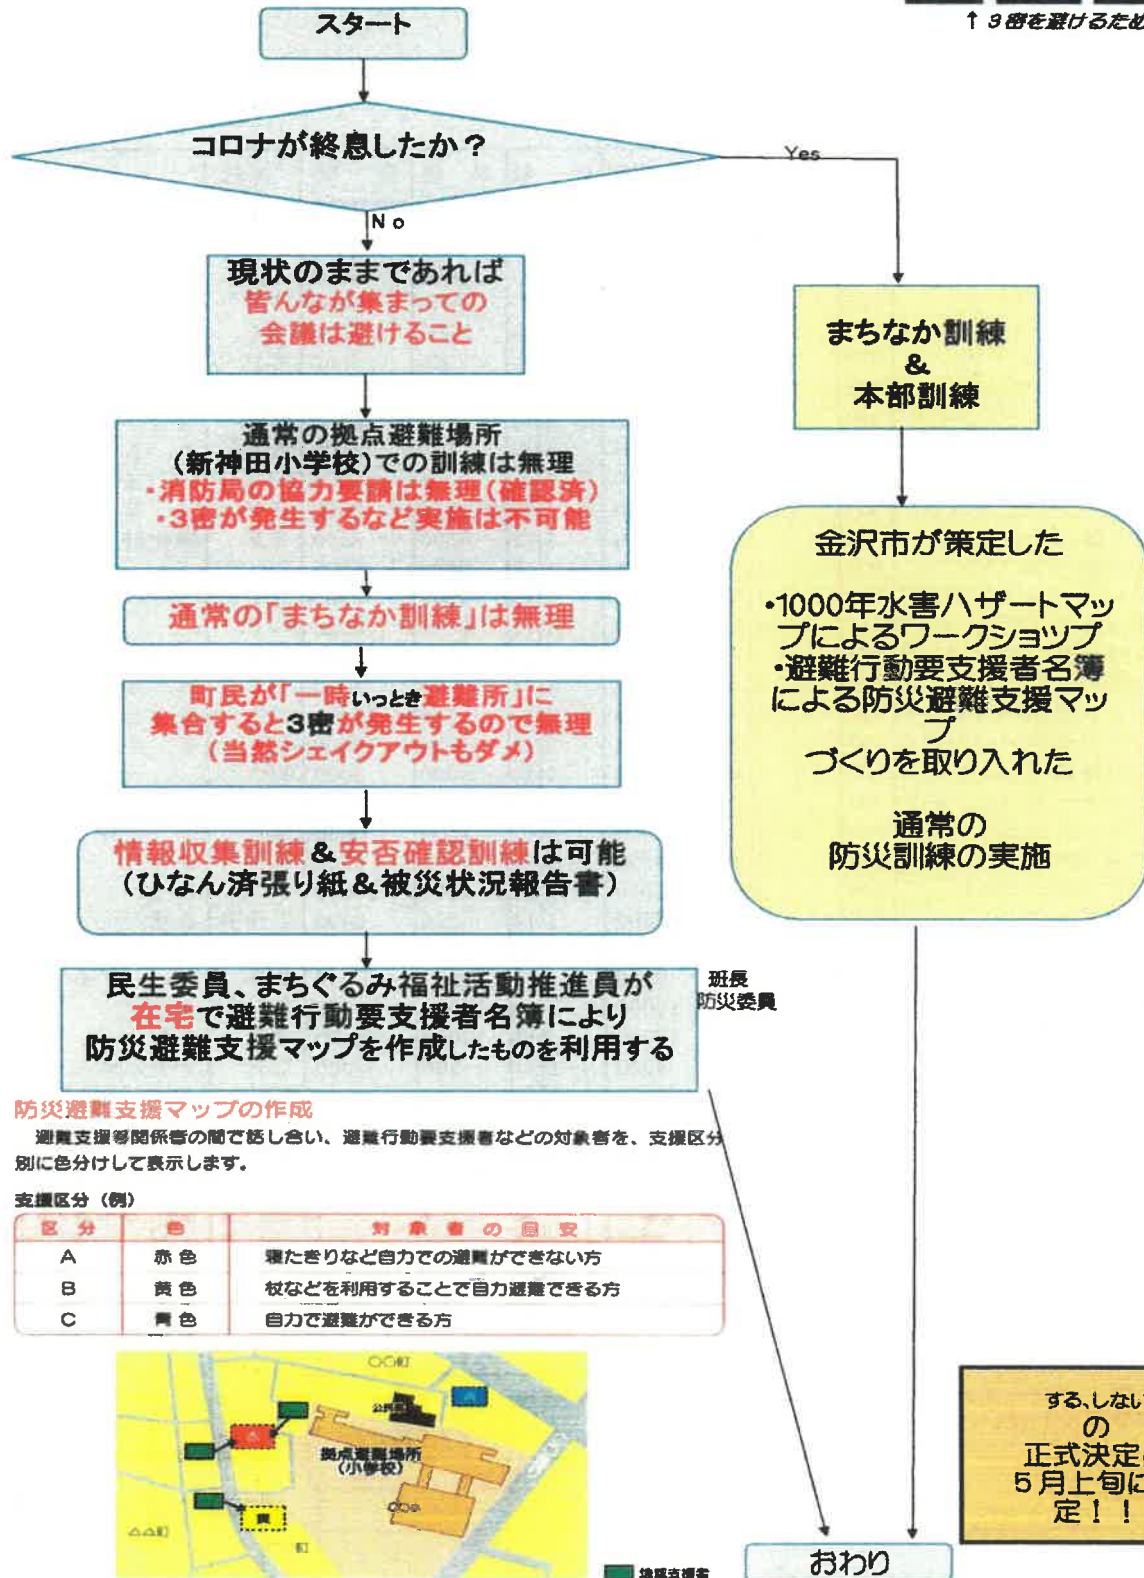 ↑3密を避けるため
スタート
コロナが終息したか？
Yes
No
現状のままであれば
皆んなが集まっての
会議は避けること
通常の拠点避難場所
(新神田小学校)での訓練は無理
・消防局の協力要請は無理(確認済)
・3密が発生するなど実施は不可能
通常の「まちなか訓練」は無理
町民が「一時いっとき避難所」に
集合すると3密が発生するので無理
(当然シェイクアウトもダメ)
情報収集訓練&安否確認訓練は可能
(ひなん済張り紙&被災状況報告書)
民生委員、まちぐるみ福祉活動推進員が
在宅で避難行動要支援者名簿により
防災避難支援マップを作成したものを利用する
班長
防災委員
まちなか訓練
&
本部訓練
金沢市が策定した
・1000年水害ハザートマッ
プによるワークショツプ
・避難行動要支援者名簿
による防災避難支援マッ
プ
づくりを取り入れた
通常の
防災訓練の実施
防災避難支援マップの作成
避難支援等関係者の間で話し合い、避難行動要支援者などの対象者を、支援区分
別に色分けして表示します。
支援区分（例）
区分 色 対象者の目安
A 赤色 寝たきりなど自力での避難ができない方
B 黄色 杖などを利用することで自力避難できる方
C 青色 自力で避難ができる方
○○町
公民館
拠点避難場所
(小学校)
黄
△△町
町
する、しない
の
正式決定
5月上旬に
定！！
おわり